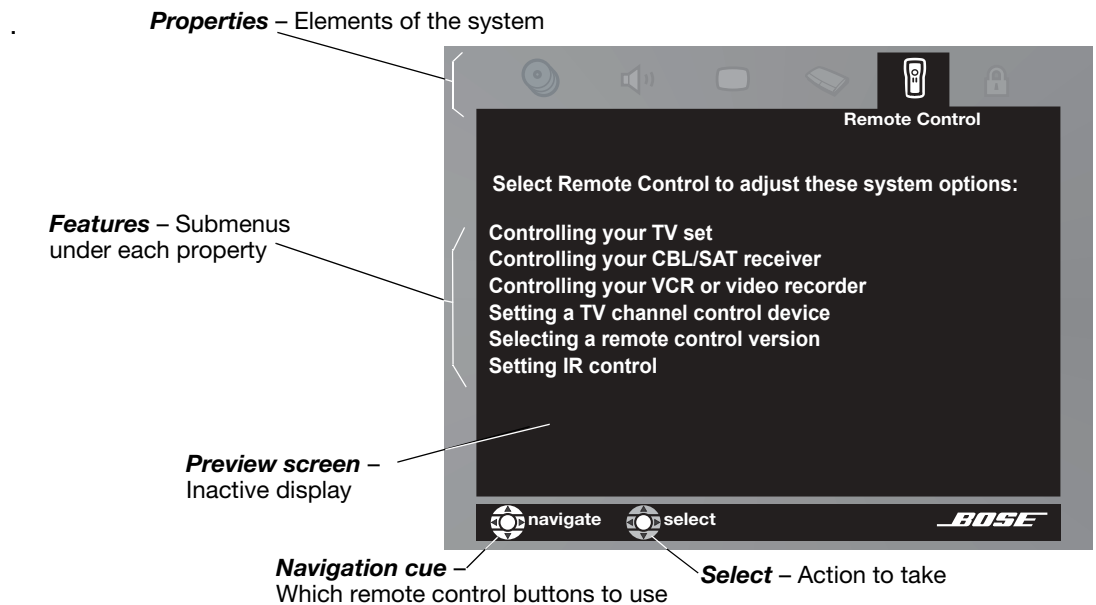 Properties – Elements of the system
.
Remote Control
Select Remote Control to adjust these system options:
Features – Submenus
under each property
Controlling your TV set
Controlling your CBL/SAT receiver
Controlling your VCR or video recorder
Setting a TV channel control device
Selecting a remote control version
Setting IR control
Preview screen –
Inactive display
navigate
select
BOSE
Navigation cue –
Which remote control buttons to use
Select – Action to take